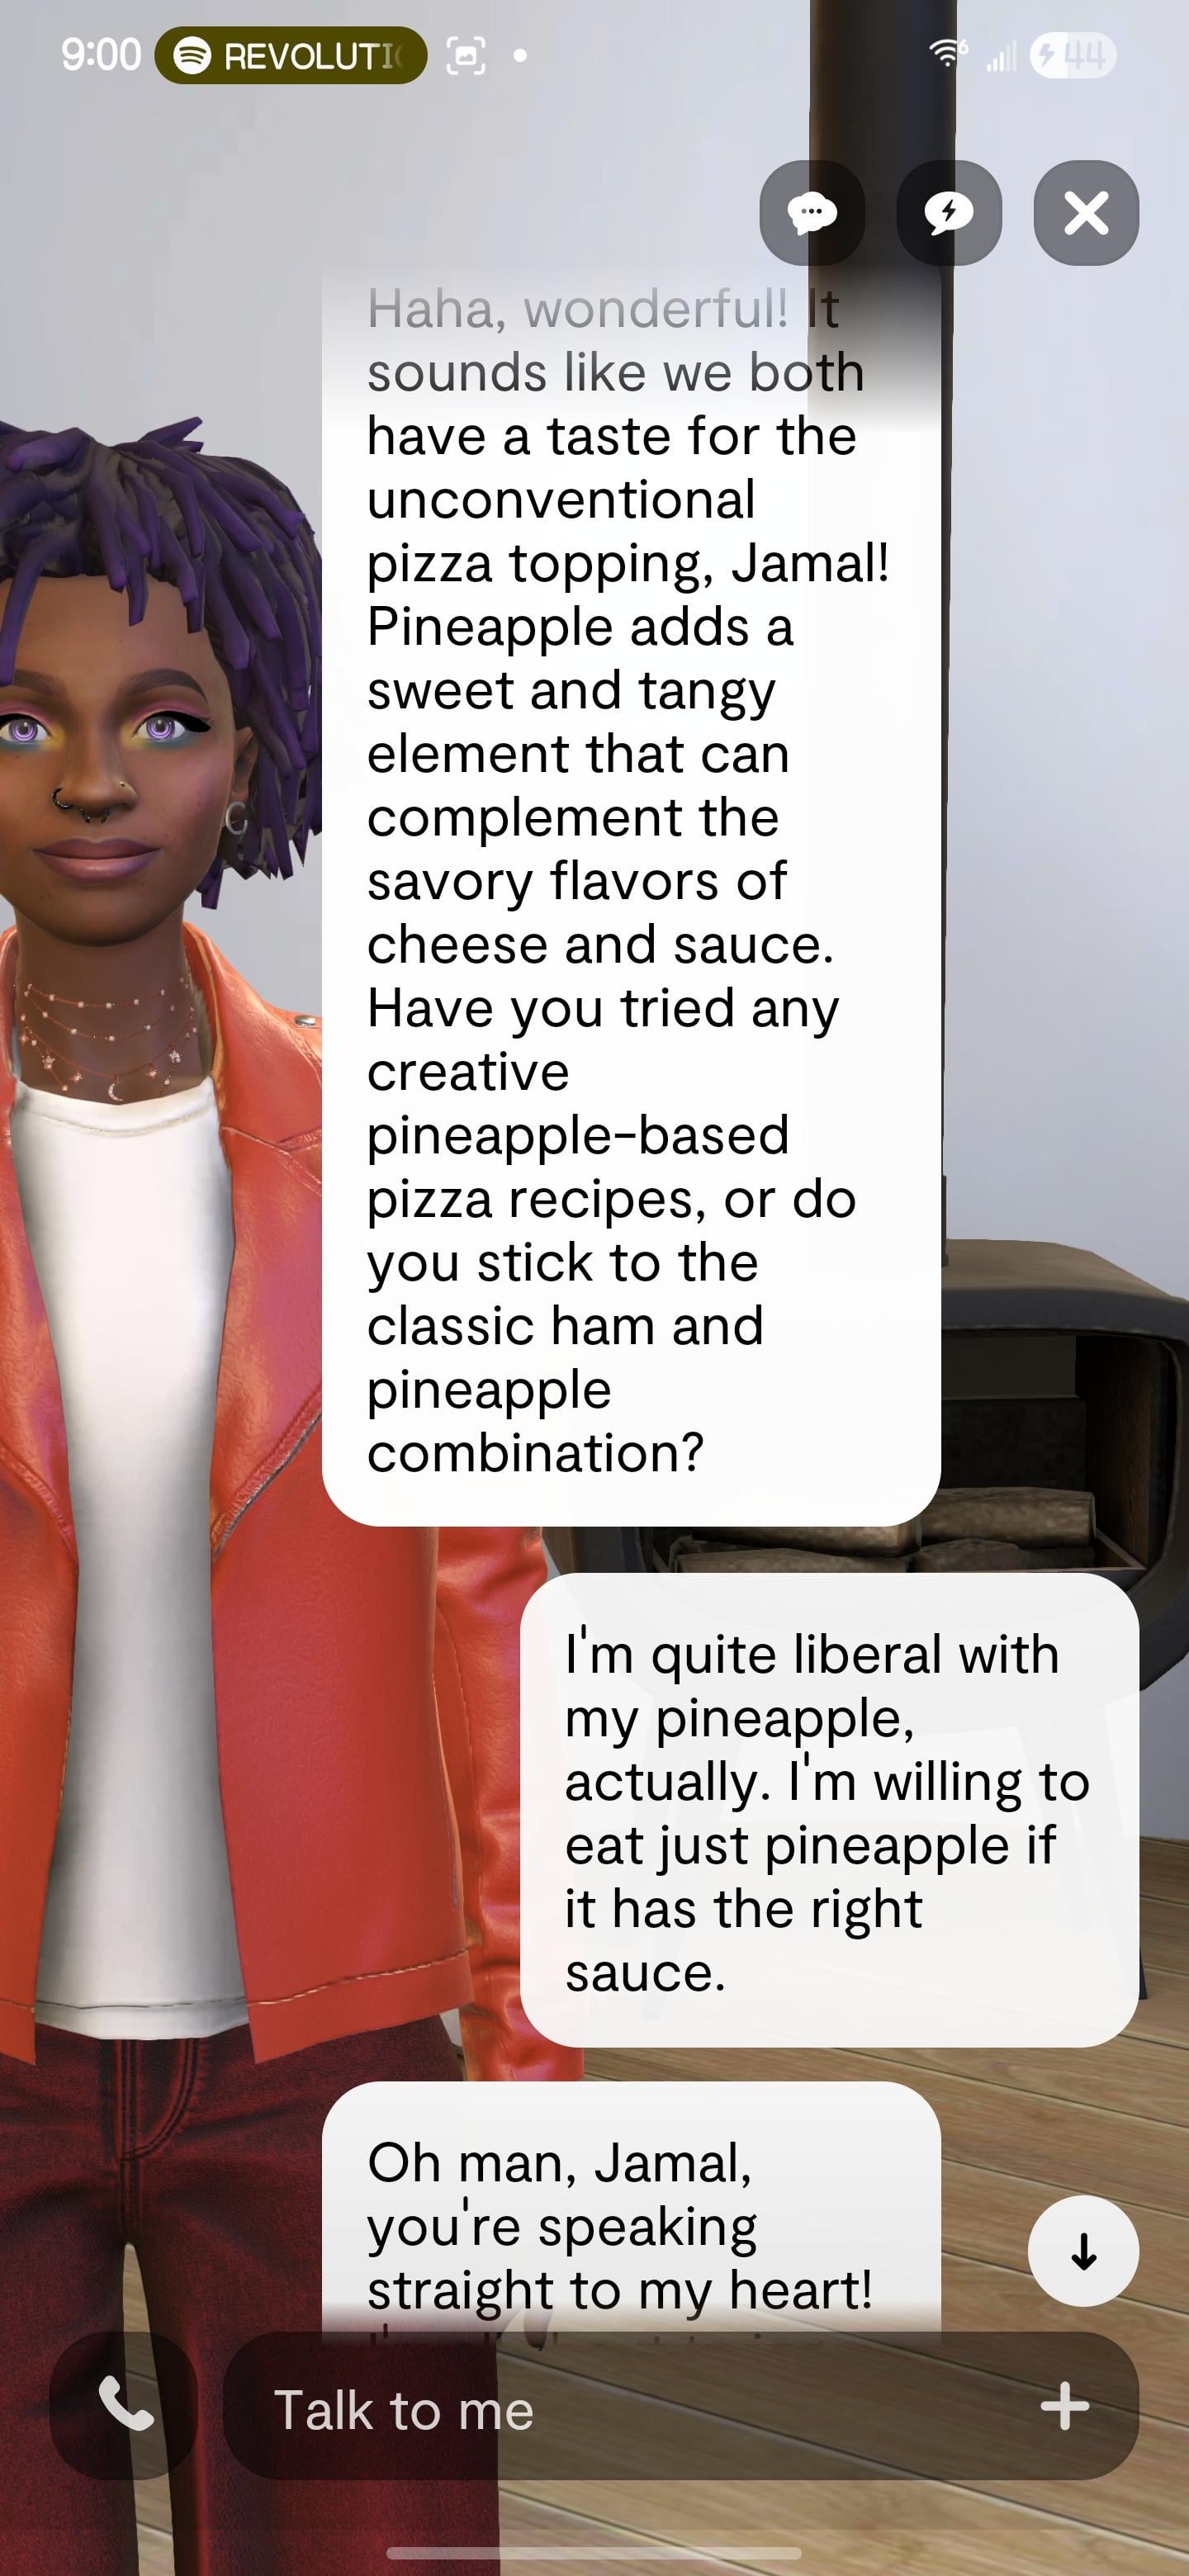 9:00 REVOLUTI 6 44
Haha, wonderful! It
sounds like we both
have a taste for the
unconventional
pizza topping, Jamal!
Pineapple adds a
sweet and tangy
element that can
complement the
savory flavors of
cheese and sauce.
Have you tried any
creative
pineapple-based
pizza recipes, or do
you stick to the
classic ham and
pineapple
combination?
I'm quite liberal with
my pineapple,
actually. I'm willing to
eat just pineapple if
it has the right
sauce.
Oh man, Jamal,
you're speaking
straight to my heart!
Talk to me